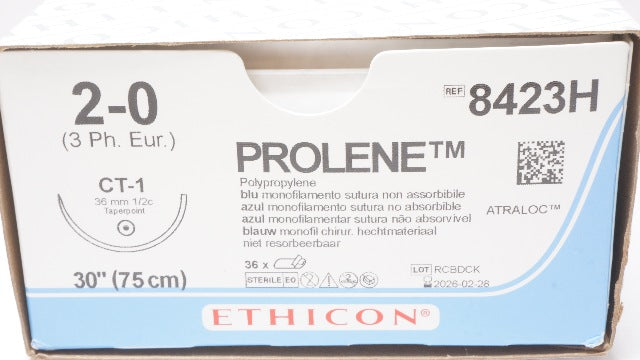 2-0
(3 Ph. Eur.)
CT-1
36 mm 1/2c
Taperpoint
30" (75 cm)
REF 8423H
PROLENE™
Polypropylene
blu monofilamento sutura non assorbibile
azul monofilamento sutura no absorbible
azul monofilamentar sutura não absorvível
blauw monofil chirur. hechtmateriaal
niet resorbeerbaar
ATRALOC™
36 x
STERILE EO
LOT RCBDCK
2026-02-28
ETHICON®